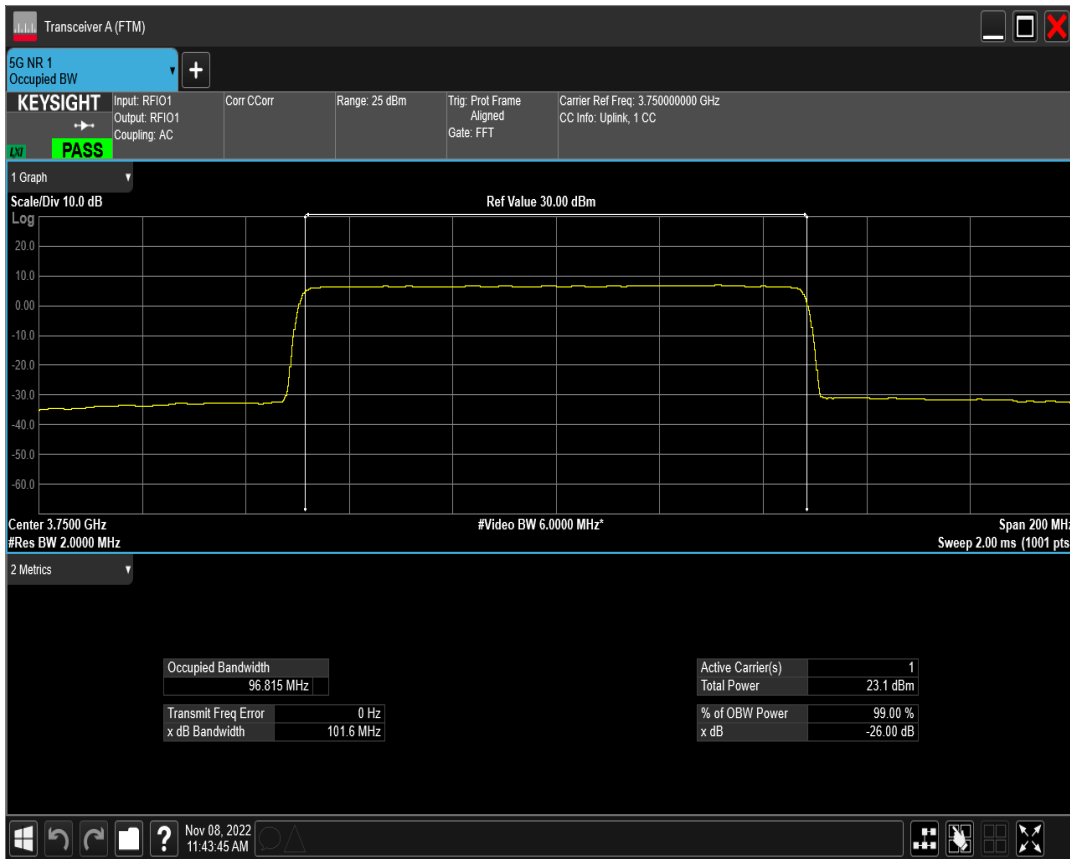 Transceiver A (FTM)
5G NR 1
Occupied BW
+
KEYSIGHT
LXI
PASS
Input: RFIO1
Output: RFIO1
Coupling: AC
Corr CCorr
Range: 25 dBm
Trig: Prot Frame
Aligned
Gate: FFT
Carrier Ref Freq: 3.750000000 GHz
CC Info: Uplink, 1 CC
1 Graph
Scale/Div 10.0 dB
Ref Value 30.00 dBm
Log
20.0
10.0
0.00
-10.0
-20.0
-30.0
-40.0
-50.0
-60.0
Center 3.7500 GHz
#Video BW 6.0000 MHz*
Span 200 MHz
#Res BW 2.0000 MHz
Sweep 2.00 ms (1001 pts
2 Metrics
Occupied Bandwidth
96.815 MHz
Transmit Freq Error 0 Hz
x dB Bandwidth 101.6 MHz
Active Carrier(s) 1
Total Power 23.1 dBm
% of OBW Power 99.00 %
x dB -26.00 dB
?
Nov 08, 2022
11:43:45 AM